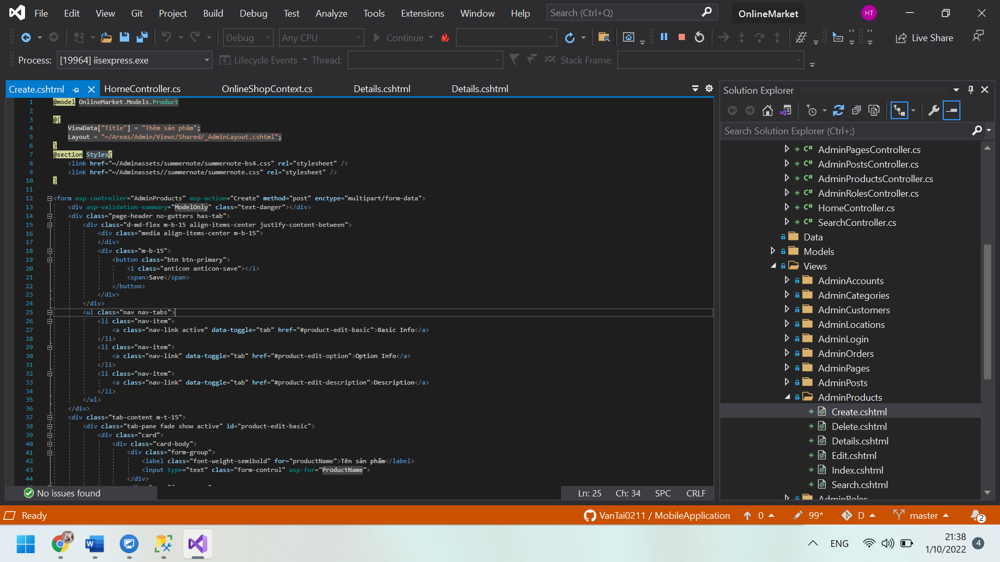 File Edit View Git Project Build Debug Test Analyze Tools Extensions Window Help Search (Ctrl+Q) OnlineMarket HT
Debug Any CPU Continue Live Share
Process: [19964] iisexpress.exe Lifecycle Events Thread: Stack Frame:
Create.cshtml HomeController.cs OnlineShopContext.cs Details.cshtml Details.cshtml
1 @model OnlineMarket.Models.Product
2
3 @{
4 ViewData["Title"] = "Thêm sản phẩm";
5 Layout = "~/Areas/Admin/Views/Shared/_AdminLayout.cshtml";
6 }
7 @section Styles{
8 <link href="~/Adminassets/summernote/summernote-bs4.css" rel="stylesheet" />
9 <link href="~/Adminassets//summernote/summernote.css" rel="stylesheet" />
10 }
11
12 <form asp-controller="AdminProducts" asp-action="Create" method="post" enctype="multipart/form-data">
13 <div asp-validation-summary="ModelOnly" class="text-danger"></div>
14 <div class="page-header no-gutters has-tab">
15 <div class="d-md-flex m-b-15 align-items-center justify-content-between">
16 <div class="media align-items-center m-b-15">
17 </div>
18 <div class="m-b-15">
19 <button class="btn btn-primary">
20 <i class="anticon anticon-save"></i>
21 <span>Save</span>
22 </button>
23 </div>
24 </div>
25 <ul class="nav nav-tabs">
26 <li class="nav-item">
27 <a class="nav-link active" data-toggle="tab" href="#product-edit-basic">Basic Info</a>
28 </li>
29 <li class="nav-item">
30 <a class="nav-link" data-toggle="tab" href="#product-edit-option">Option Info</a>
31 </li>
32 <li class="nav-item">
33 <a class="nav-link" data-toggle="tab" href="#product-edit-description">Description</a>
34 </li>
35 </ul>
36 </div>
37 <div class="tab-content m-t-15">
38 <div class="tab-pane fade show active" id="product-edit-basic">
39 <div class="card">
40 <div class="card-body">
41 <div class="form-group">
42 <label class="font-weight-semibold" for="productName">Tên sản phẩm</label>
43 <input type="text" class="form-control" asp-for="ProductName">
44 </div>
No issues found Ln: 25 Ch: 34 SPC CRLF
Solution Explorer
Search Solution Explorer (Ctrl+;)
C# AdminPagesController.cs
C# AdminPostsController.cs
C# AdminProductsController.cs
C# AdminRolesController.cs
C# HomeController.cs
C# SearchController.cs
Data
Models
Views
AdminAccounts
AdminCategories
AdminCustomers
AdminLocations
AdminLogin
AdminOrders
AdminPages
AdminPosts
AdminProducts
Create.cshtml
Delete.cshtml
Details.cshtml
Edit.cshtml
Index.cshtml
Search.cshtml
AdminRoles
Ready VanTai0211 / MobileApplication 0 99* D master 2
ENG 21:38
1/10/2022 4